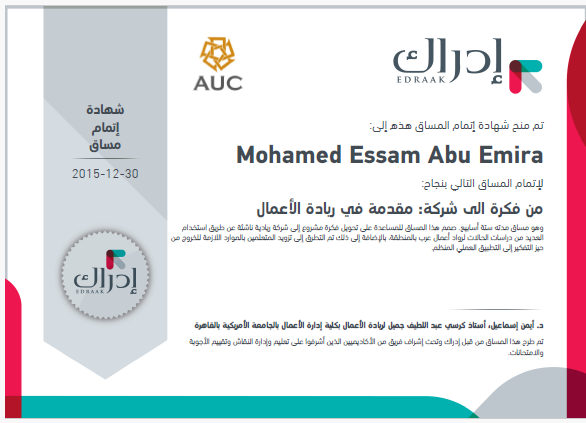 شهادة
إتمام
مساق
2015-12-30
إدراك
EDRAAK
AUC
إدراك
EDRAAK
تم منح شهادة إتمام المساق هذه إلى:
Mohamed Essam Abu Emira
لإتمام المساق التالي بنجاح:
من فكرة الى شركة: مقدمة في ريادة الأعمال
وهو مساق مدته ستة أسابيع. صمم هذا المساق للمساعدة على تحويل فكرة مشروع إلى شركة ريادية ناشئة عن طريق استخدام
العديد من دراسات الحالات لرواد أعمال عرب بالمنطقة. بالإضافة إلى ذلك تم التطرق إلى تزويد المتعلمين بالموارد اللازمة للخروج من
حيز التفكير إلى التطبيق العملي المنظم.
د. أيمن إسماعيل، أستاذ كرسي عبد اللطيف جميل لريادة الأعمال بكلية إدارة الأعمال بالجامعة الأمريكية بالقاهرة
تم طرح هذا المساق من قبل إدراك وتحت إشراف فريق من الأكاديميين الذين أشرفوا على تعليم وإدارة النقاش وتقييم الأجوبة
والامتحانات.